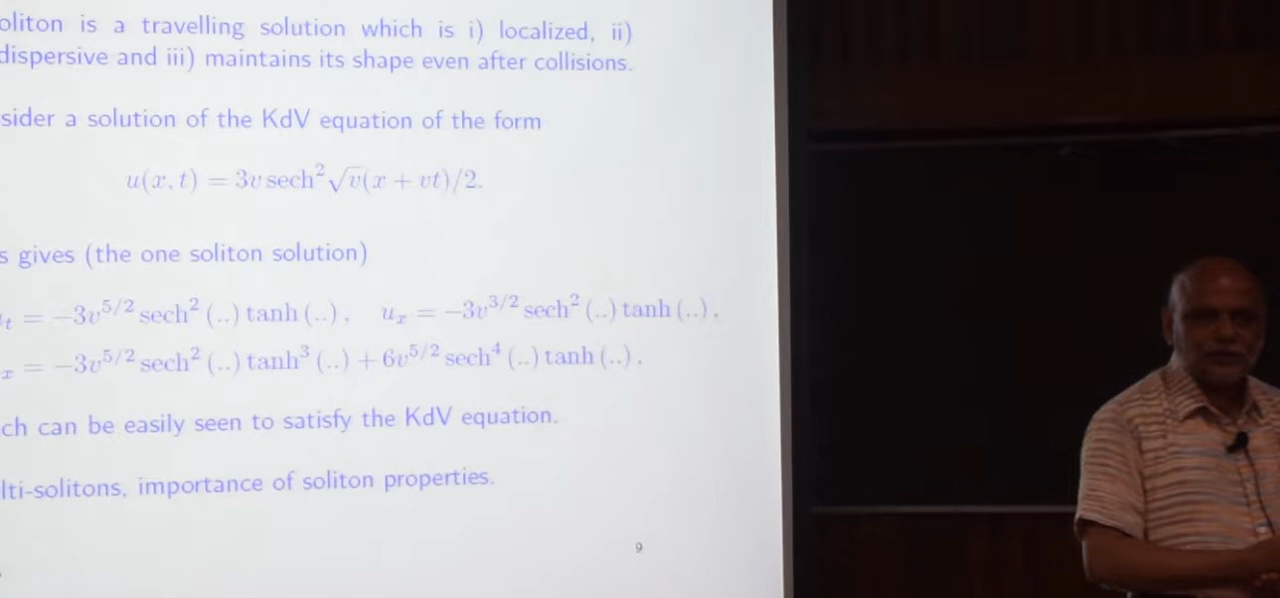 oliton is a travelling solution which is i) localized, ii)
dispersive and iii) maintains its shape even after collisions.
sider a solution of the KdV equation of the form
u(x, t) = 3v sech² √v(x + vt)/2.
s gives (the one soliton solution)
t = −3v^{5/2} sech² (..) tanh (..), u_x = −3v^{3/2} sech² (..) tanh (..),
x = −3v^{5/2} sech² (..) tanh³ (..) + 6v^{5/2} sech⁴ (..) tanh (..).
ch can be easily seen to satisfy the KdV equation.
lti-solitons, importance of soliton properties.
9